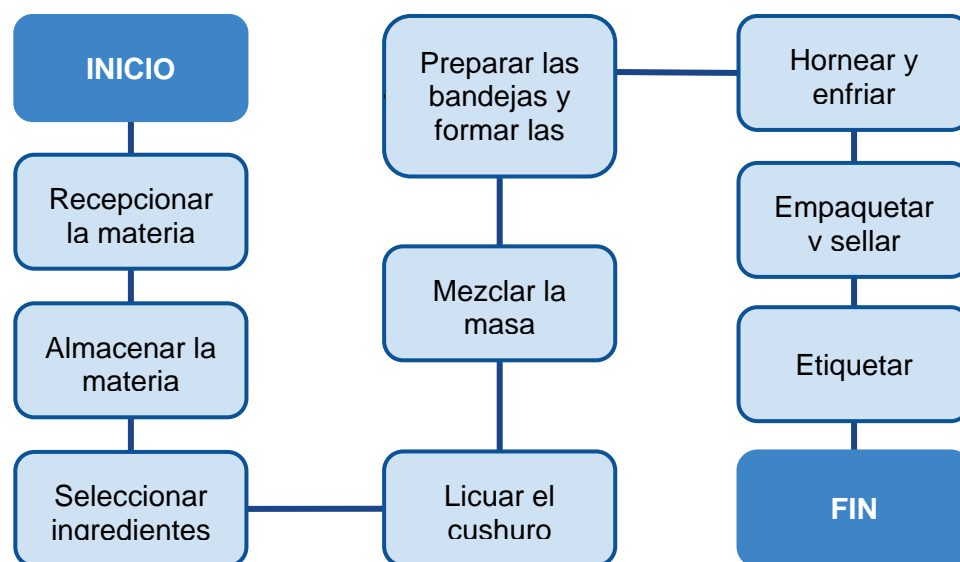 INICIO
Recepcionar
la materia
Almacenar la
materia
Seleccionar
ingredientes
Licuar el
cushuro
Mezclar la
masa
Preparar las
bandejas y
formar las
Hornear y
enfriar
Empaquetar
y sellar
Etiquetar
FIN